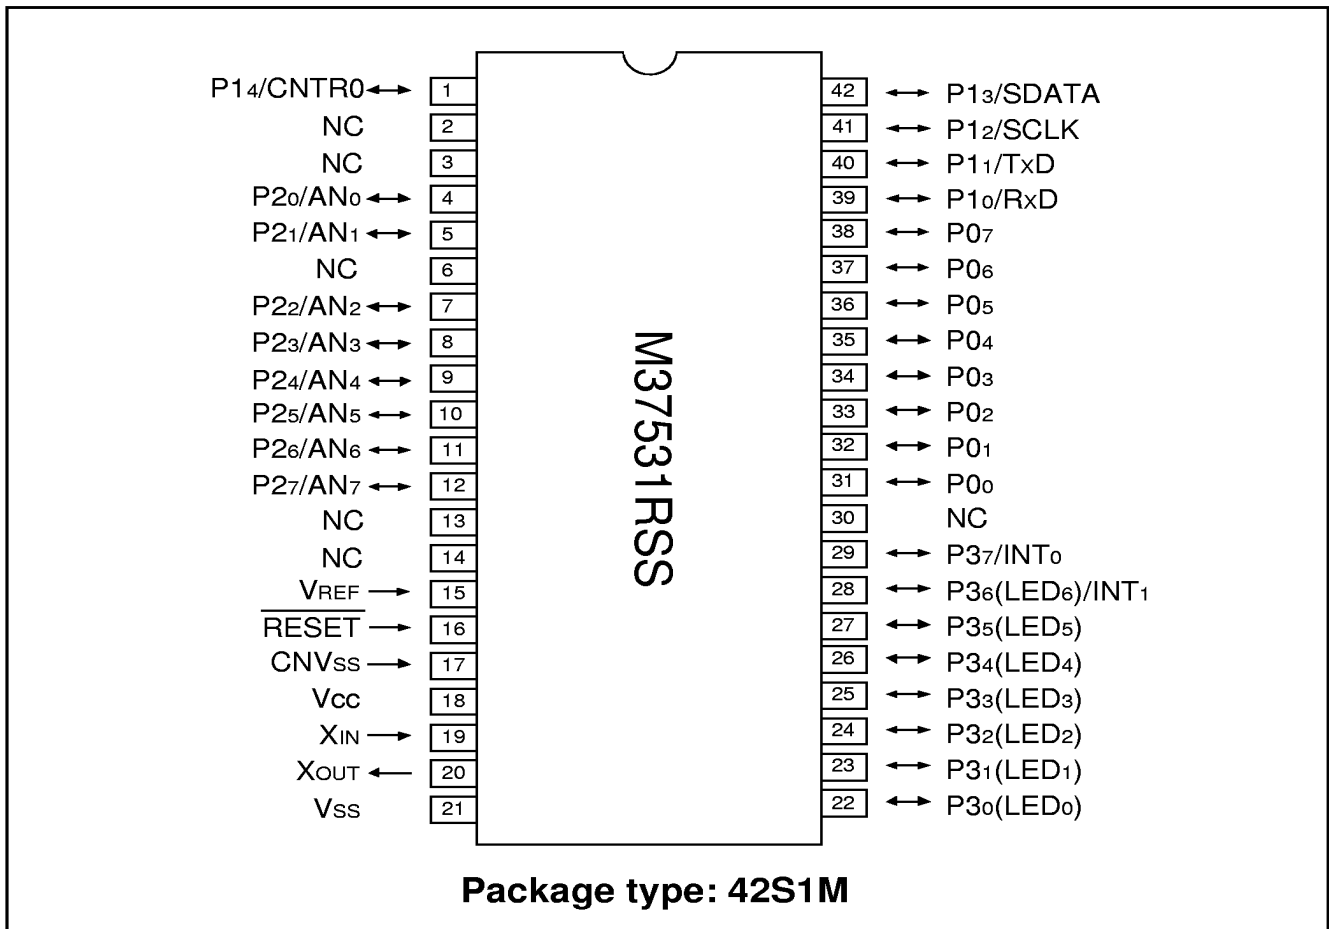 P14/CNTR0 1 42 P13/SDATA
NC 2 41 P12/SCLK
NC 3 40 P11/TxD
P20/AN0 4 39 P10/RxD
P21/AN1 5 38 P07
NC 6 37 P06
P22/AN2 7 36 P05
P23/AN3 8 35 P04
P24/AN4 9 34 P03
P25/AN5 10 33 P02
P26/AN6 11 32 P01
P27/AN7 12 31 P00
NC 13 30 NC
NC 14 29 P37/INT0
VREF 15 28 P36(LED6)/INT1
RESET 16 27 P35(LED5)
CNVSS 17 26 P34(LED4)
Vcc 18 25 P33(LED3)
XIN 19 24 P32(LED2)
XOUT 20 23 P31(LED1)
Vss 21 22 P30(LED0)
M37531RSS
Package type: 42S1M